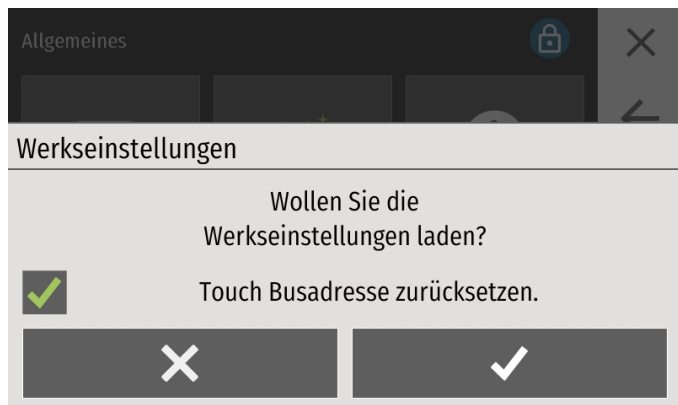 Allgemeines
Werkseinstellungen
Wollen Sie die
Werkseinstellungen laden?
Touch Busadresse zurücksetzen.